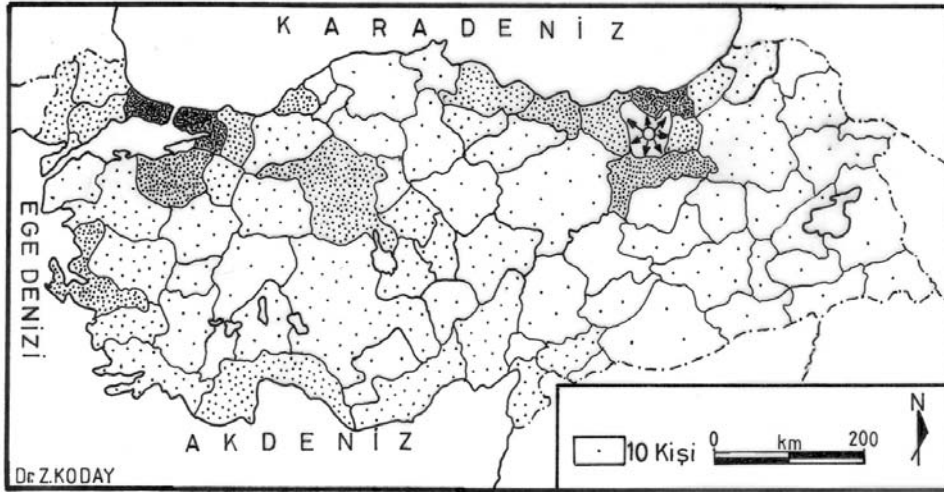 KARADENİZ
EGE DENİZİ
AKDENİZ
N
0 km 200
10 Kişi
Dr. Z.KODAY